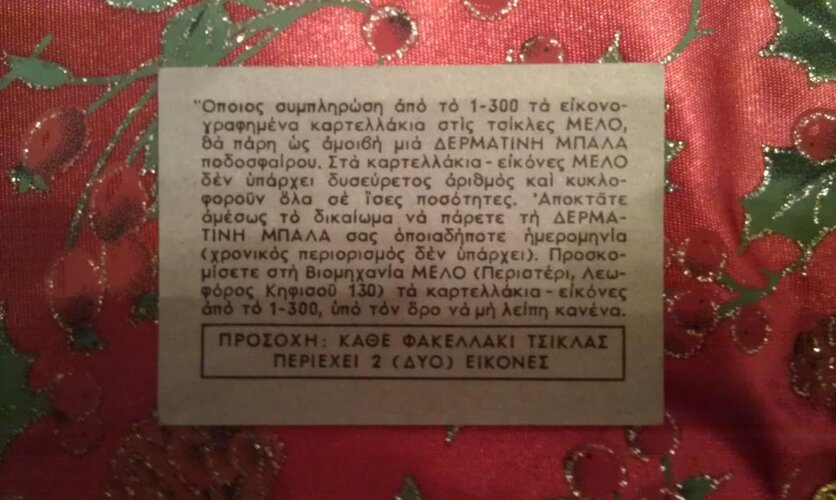 Ὅποιος συμπληρώση ἀπό τό 1-300 τά εἰκονο-
γραφημένα καρτελλάκια στίς τσίκλες ΜΕΛΟ,
θά πάρη ὡς ἀμοιβή μιά ΔΕΡΜΑΤΙΝΗ ΜΠΑΛΑ
ποδοσφαίρου. Στά καρτελλάκια-εἰκόνες ΜΕΛΟ
δέν ὑπάρχει δυσεύρετος ἀριθμός καί κυκλο-
φοροῦν ὅλα σέ ἴσες ποσότητες. Ἀποκτᾶτε
ἀμέσως τό δικαίωμα νά πάρετε τή ΔΕΡΜΑ-
ΤΙΝΗ ΜΠΑΛΑ σας ὁποιαδήποτε ἡμερομηνία
(χρονικός περιορισμός δέν ὑπάρχει). Προσκο-
μίσετε στή Βιομηχανία ΜΕΛΟ (Περιστέρι, Λεω-
φόρος Κηφισοῦ 130) τά καρτελλάκια-εἰκόνες
ἀπό τό 1-300, ὑπό τόν ὅρο νά μή λείπη κανένα.
ΠΡΟΣΟΧΗ: ΚΑΘΕ ΦΑΚΕΛΛΑΚΙ ΤΣΙΚΛΑΣ
ΠΕΡΙΕΧΕΙ 2 (ΔΥΟ) ΕΙΚΟΝΕΣ